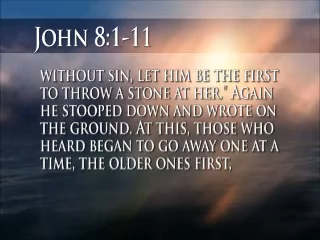 John 8:1-11
without sin, let him be the first
to throw a stone at her." Again
he stooped down and wrote on
the ground. At this, those who
heard began to go away one at a
time, the older ones first,